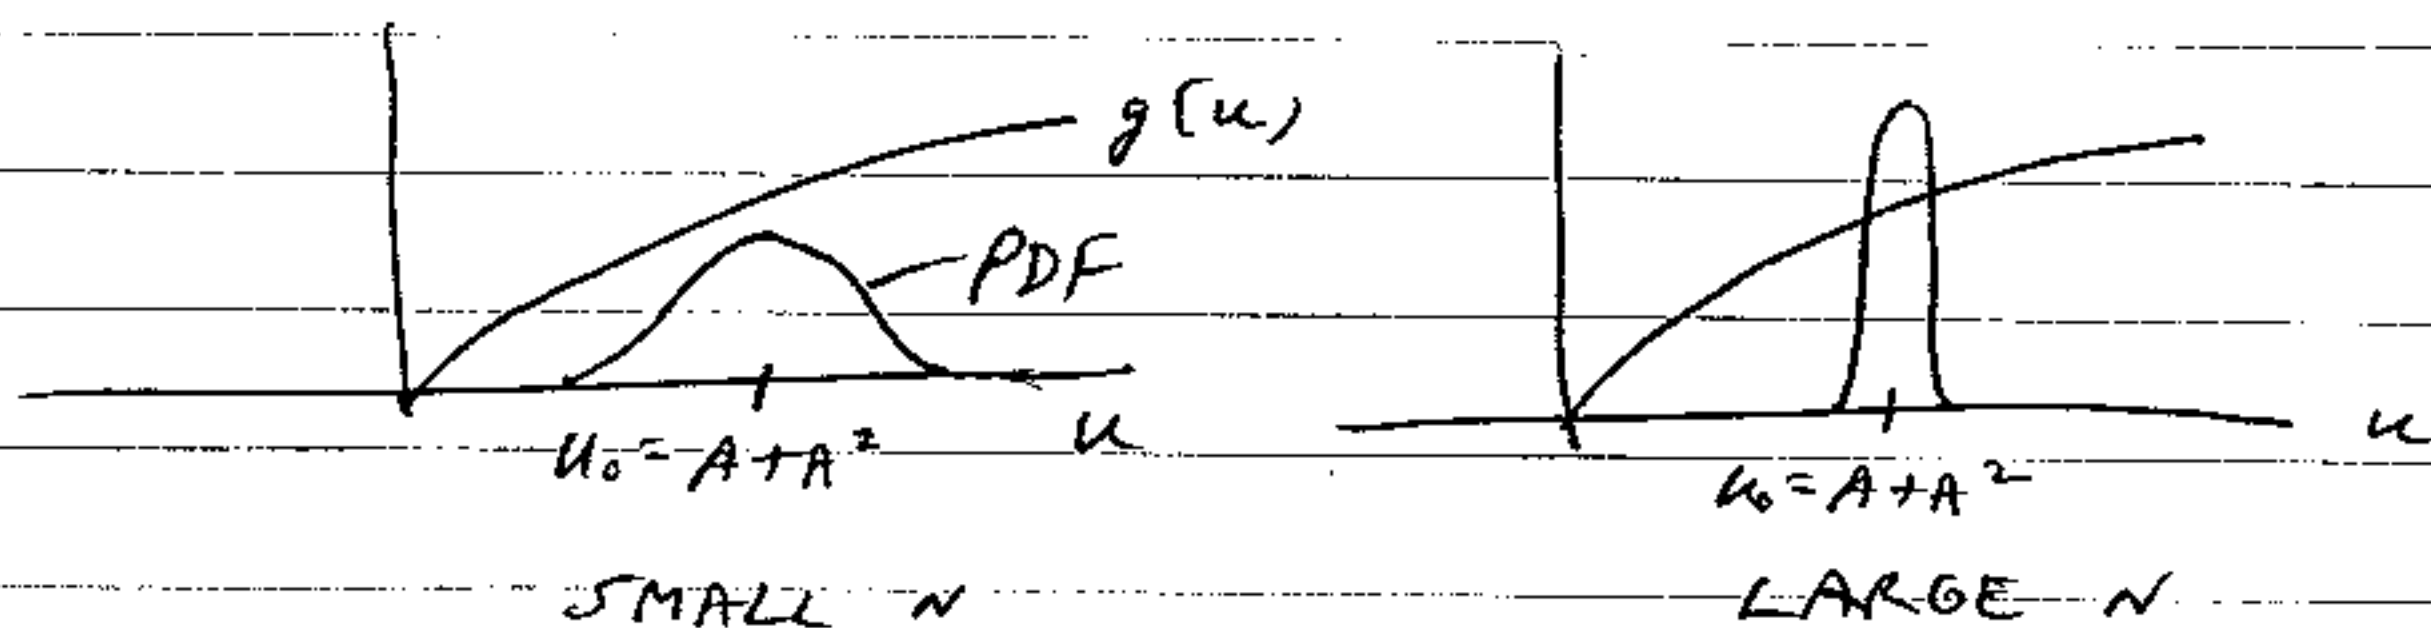 g(u)
PDF
u₀ = A + A² u
SMALL N
u₀ = A + A² u
LARGE N